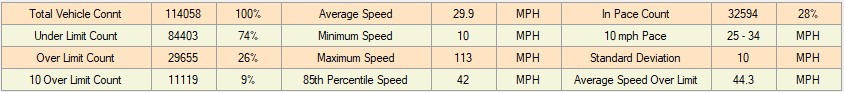 Total Vehicle Connt 114058 100% Average Speed 29.9 MPH In Pace Count 32594 28%
Under Limit Count 84403 74% Minimum Speed 10 MPH 10 mph Pace 25 - 34 MPH
Over Limit Count 29655 26% Maximum Speed 113 MPH Standard Deviation 10 MPH
10 Over Limit Count 11119 9% 85th Percentile Speed 42 MPH Average Speed Over Limit 44.3 MPH